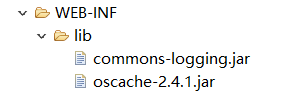 WEB-INF
lib
commons-logging.jar
oscache-2.4.1.jar